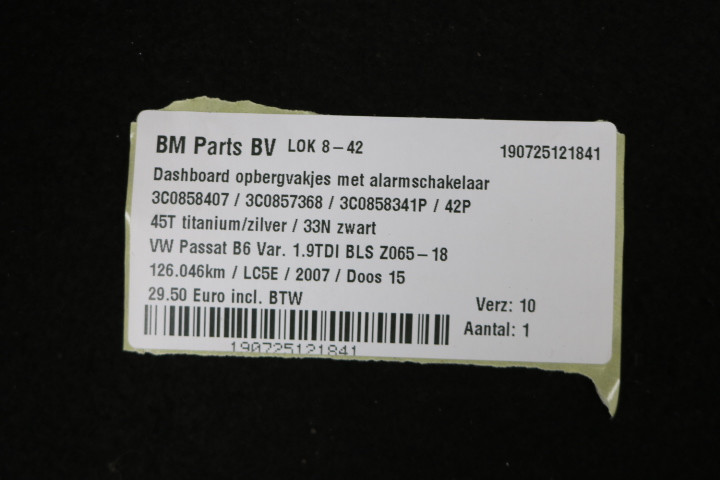 BM Parts BV LOK 8-42 190725121841
Dashboard opbergvakjes met alarmschakelaar
3C0858407 / 3C0857368 / 3C0858341P / 42P
45T titanium/zilver / 33N zwart
VW Passat B6 Var. 1.9TDI BLS Z065-18
126.046km / LC5E / 2007 / Doos 15
29.50 Euro incl. BTW
Verz: 10
Aantal: 1
190725121841